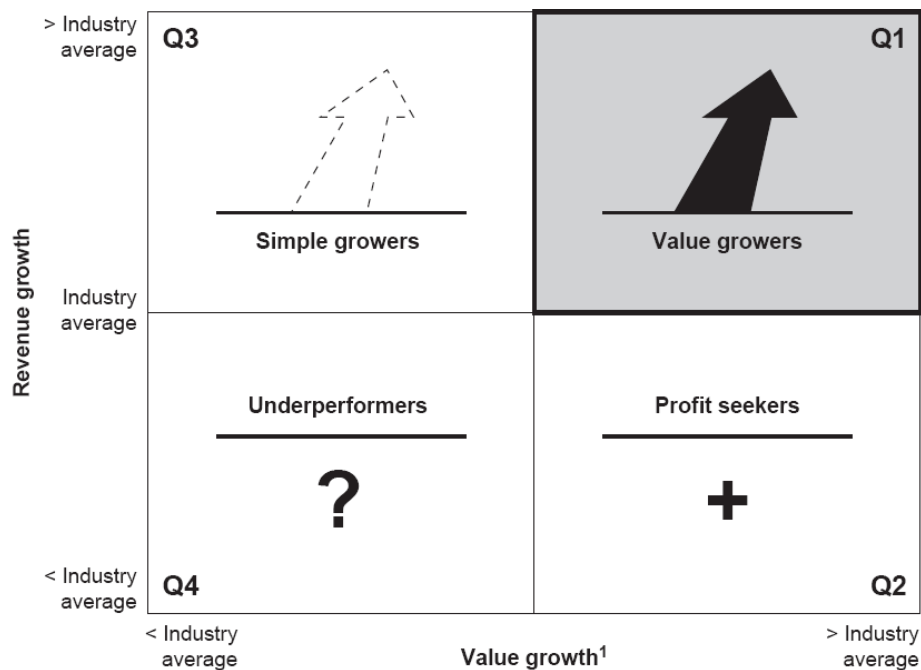 > Industry
average
Q3
Q1
Simple growers
Value growers
Revenue growth
Industry
average
Underperformers
Profit seekers
?
+
< Industry
average
Q4
Q2
< Industry
average
Value growth¹
> Industry
average